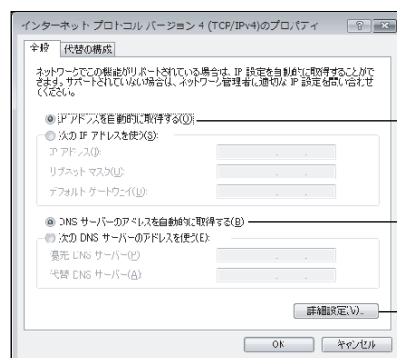 インターネット プロトコル バージョン 4 (TCP/IPv4)のプロパティ
全般 代替の構成
ネットワークでこの機能がサポートされている場合は、IP 設定を自動的に取得することがで
きます。サポートされていない場合は、ネットワーク管理者に適切な IP 設定を問い合わせ
てください。
IP アドレスを自動的に取得する(O)
次の IP アドレスを使う(S):
IP アドレス(I):
サブネット マスク(U):
デフォルト ゲートウェイ(D):
DNS サーバーのアドレスを自動的に取得する(B)
次の DNS サーバーのアドレスを使う(E):
優先 DNS サーバー(P):
代替 DNS サーバー(A):
詳細設定(V)...
OK キャンセル